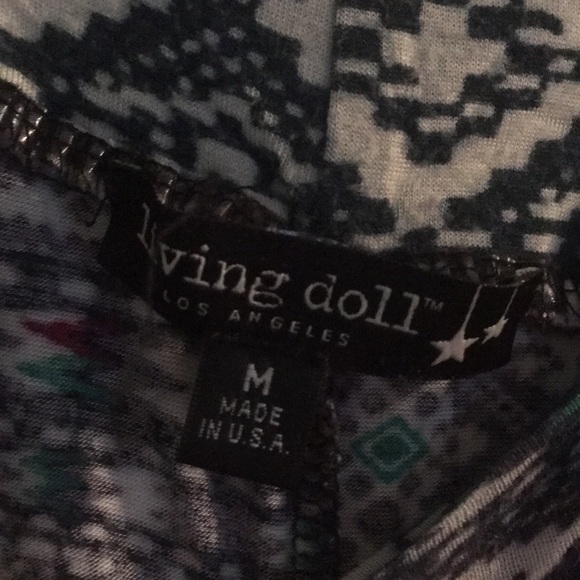 living doll™
LOS ANGELES
M
MADE
IN U.S.A.